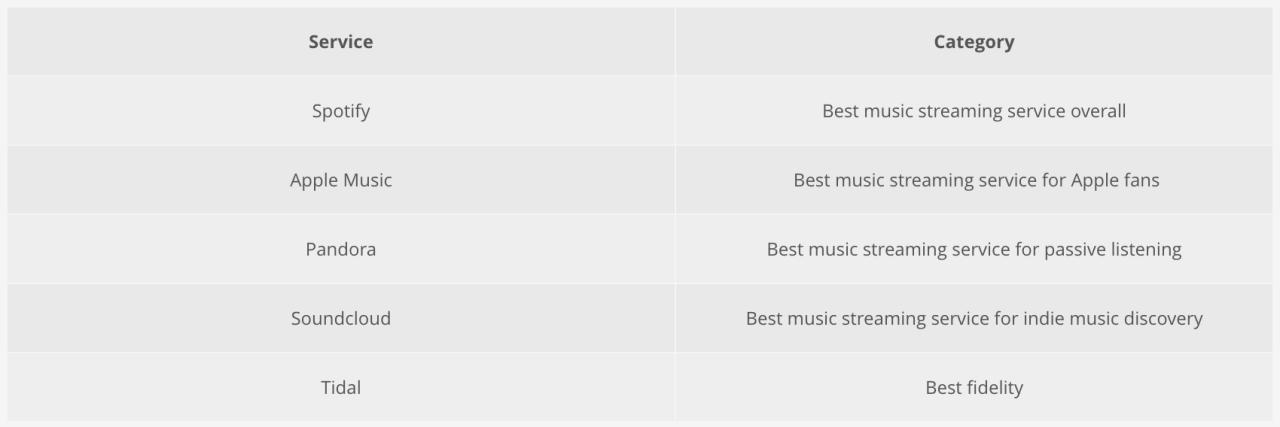 Service Category
Spotify Best music streaming service overall
Apple Music Best music streaming service for Apple fans
Pandora Best music streaming service for passive listening
Soundcloud Best music streaming service for indie music discovery
Tidal Best fidelity